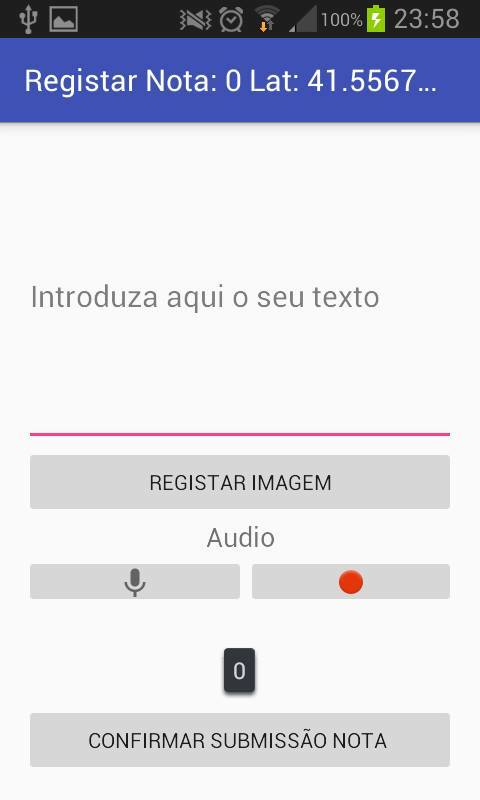 100% 23:58
Registar Nota: 0 Lat: 41.5567...
Introduza aqui o seu texto
REGISTAR IMAGEM
Audio
0
CONFIRMAR SUBMISSÃO NOTA